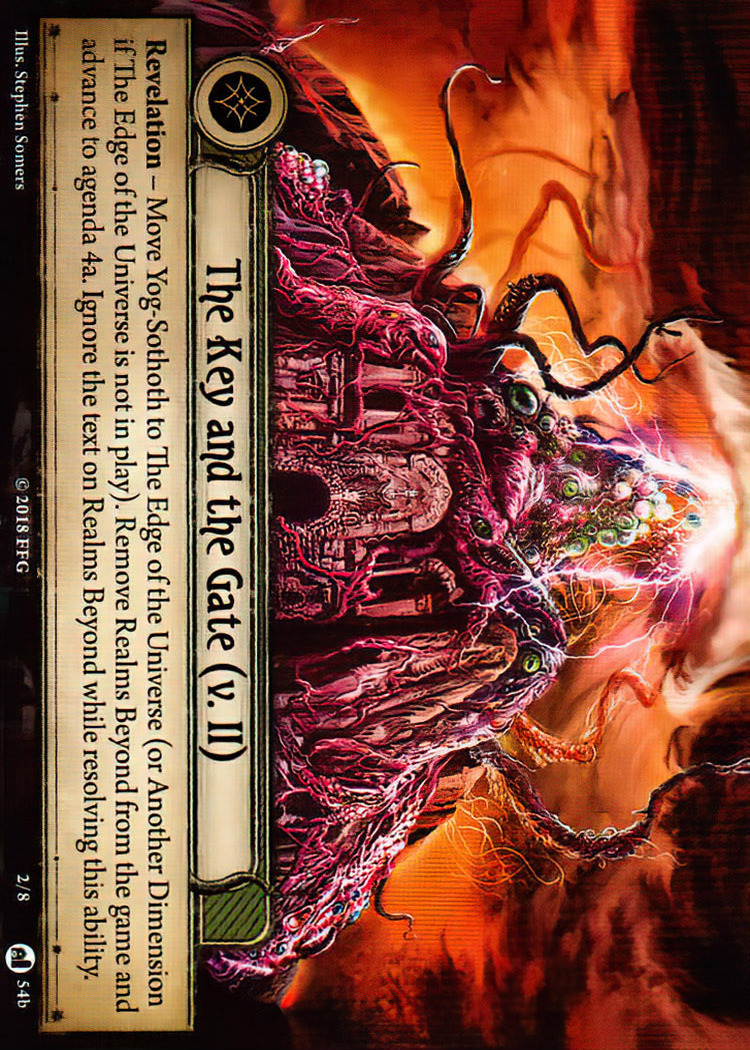 The Key and the Gate (v. II)
Revelation – Move Yog-Sothoth to The Edge of the Universe (or Another Dimension
if The Edge of the Universe is not in play). Remove Realms Beyond from the game and
advance to agenda 4a. Ignore the text on Realms Beyond while resolving this ability.
Illus. Stephen Somers © 2018 FFG 2/8 54b